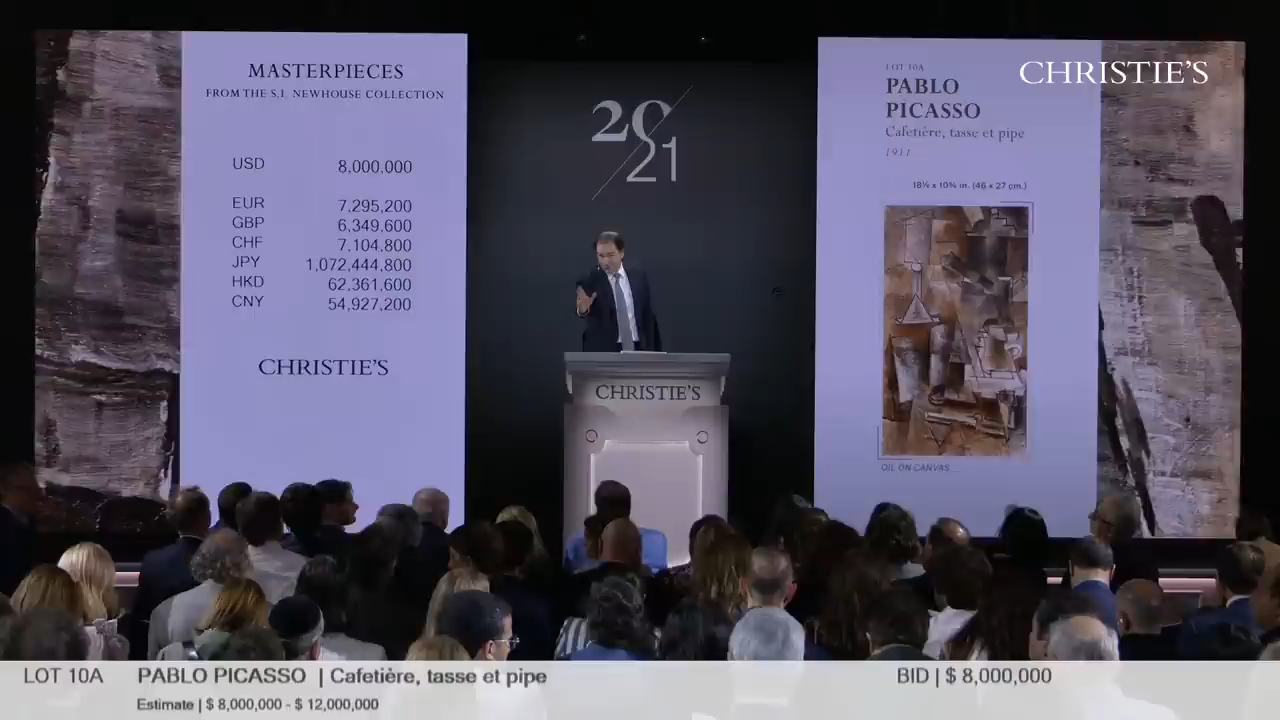 MASTERPIECES
FROM THE S.I. NEWHOUSE COLLECTION
USD 8,000,000
EUR 7,295,200
GBP 6,349,600
CHF 7,104,800
JPY 1,072,444,800
HKD 62,361,600
CNY 54,927,200
CHRISTIE'S
20
21
CHRISTIE'S
LOT 10A
PABLO
PICASSO
Cafetière, tasse et pipe
1911
18⅛ x 10⅝ in. (46 x 27 cm.)
OIL ON CANVAS
CHRISTIE'S
LOT 10A PABLO PICASSO | Cafetière, tasse et pipe BID | $ 8,000,000
Estimate | $ 8,000,000 - $ 12,000,000